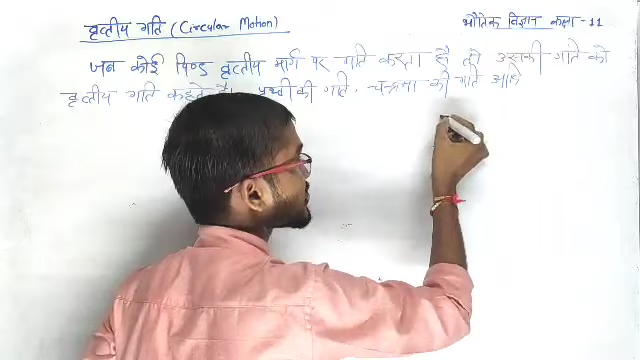 वृत्तीय गति (Circular Motion)
भौतिक विज्ञान कक्षा -11
जब कोई पिण्ड वृत्तीय मार्ग पर गति करता है तो उसकी गति को
वृत्तीय गति कहते है। पृथ्वी की गति, चन्द्रमा की गति आदि